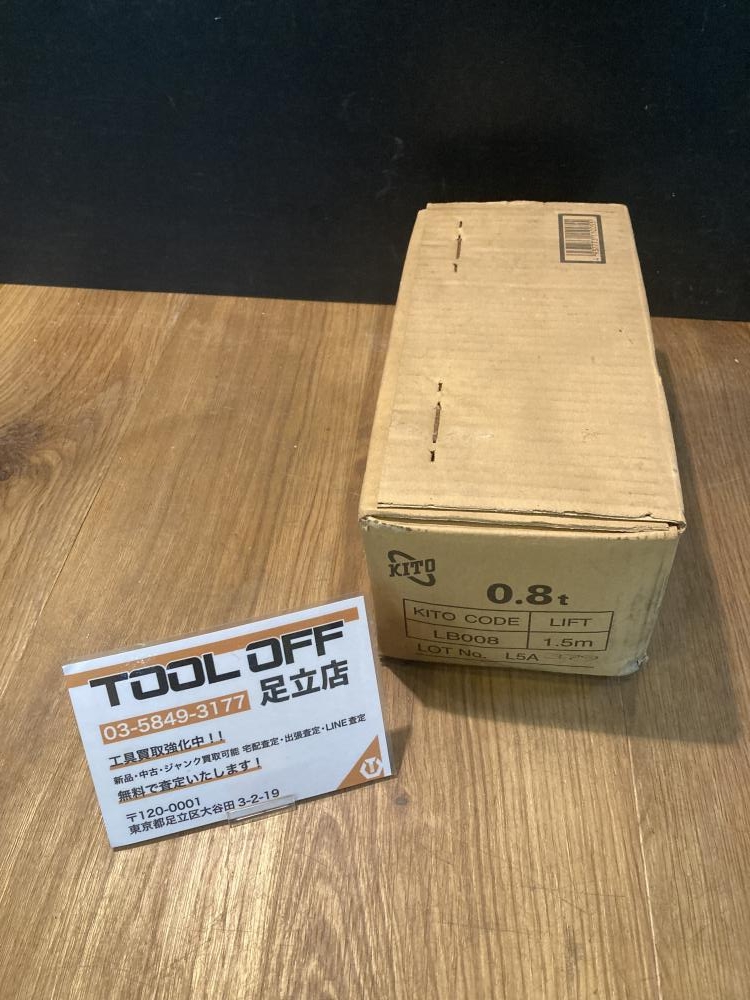 KITO
0.8t
KITO CODE LIFT
LB008 1.5m
LOT No. L5A
TOOL OFF
足立店
03-5849-3177
工具買取強化中！！
新品・中古・ジャンク買取可能 宅配査定・出張査定・LINE査定
無料で査定いたします！
〒120-0001
東京都足立区大谷田 3-2-19